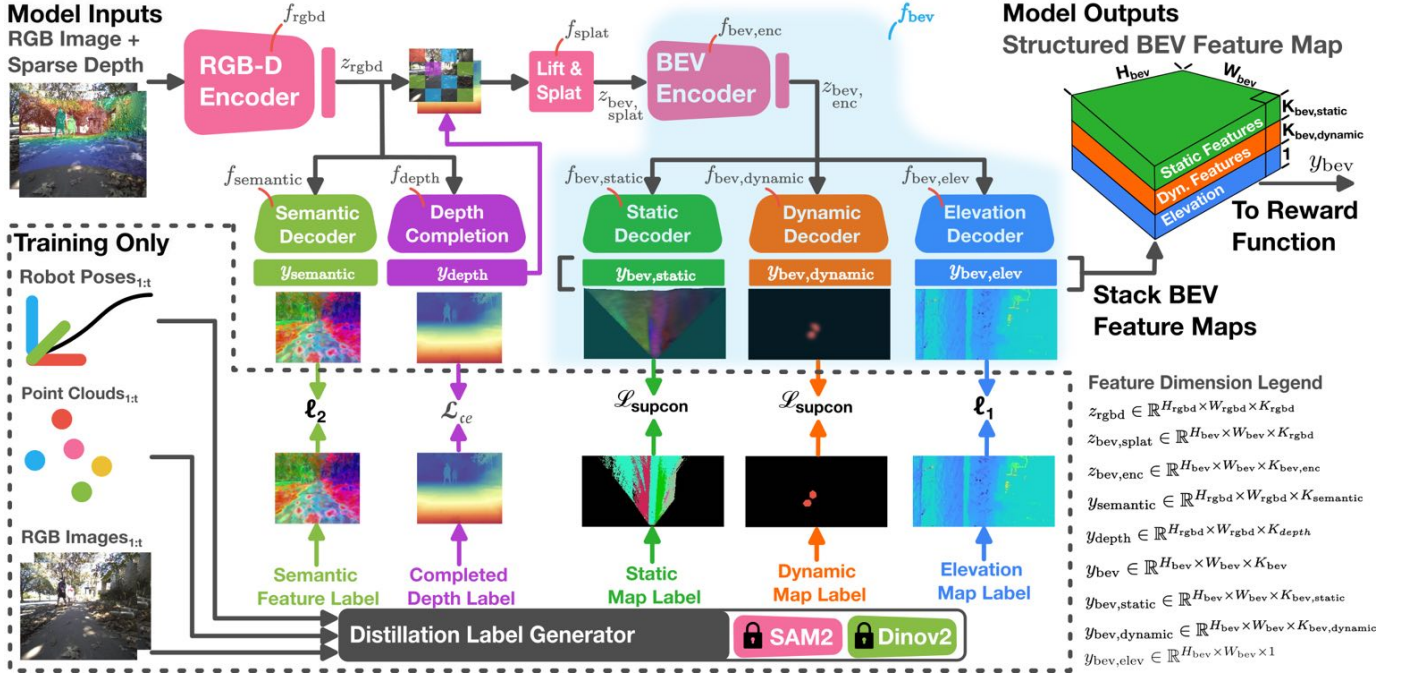 Model Inputs
RGB Image +
Sparse Depth
f_rgbd
RGB-D
Encoder
z_rgbd
f_splat
Lift &
Splat
z_bev,splat
f_bev,enc
BEV
Encoder
z_bev,enc
f_bev
Model Outputs
Structured BEV Feature Map
H_bev
W_bev
K_bev,static
K_bev,dynamic
1
Static Features
Dyn. Features
Elevation
y_bev
To Reward
Function
f_semantic
Semantic
Decoder
y_semantic
f_depth
Depth
Completion
y_depth
f_bev,static
Static
Decoder
y_bev,static
f_bev,dynamic
Dynamic
Decoder
y_bev,dynamic
f_bev,elev
Elevation
Decoder
y_bev,elev
Stack BEV
Feature Maps
Training Only
Robot Poses_1:t
Point Clouds_1:t
RGB Images_1:t
ℓ_2
ℒ_ce
ℒ_supcon
ℒ_supcon
ℓ_1
Semantic
Feature Label
Completed
Depth Label
Static
Map Label
Dynamic
Map Label
Elevation
Map Label
Distillation Label Generator
SAM2
Dinov2
Feature Dimension Legend
z_rgbd ∈ ℝ^H_rgbd×W_rgbd×K_rgbd
z_bev,splat ∈ ℝ^H_bev×W_bev×K_rgbd
z_bev,enc ∈ ℝ^H_bev×W_bev×K_bev,enc
y_semantic ∈ ℝ^H_rgbd×W_rgbd×K_semantic
y_depth ∈ ℝ^H_rgbd×W_rgbd×K_depth
y_bev ∈ ℝ^H_bev×W_bev×K_bev
y_bev,static ∈ ℝ^H_bev×W_bev×K_bev,static
y_bev,dynamic ∈ ℝ^H_bev×W_bev×K_bev,dynamic
y_bev,elev ∈ ℝ^H_bev×W_bev×1